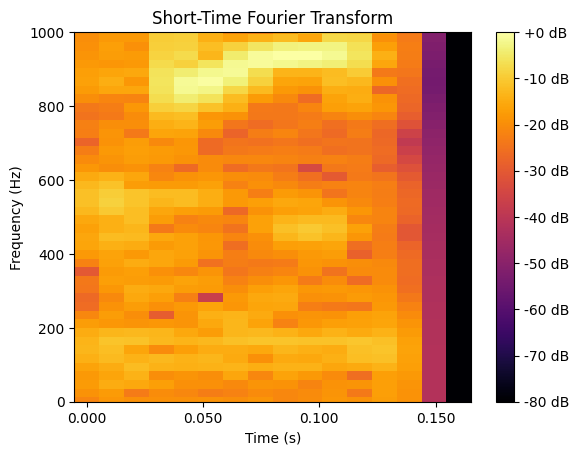 Short-Time Fourier Transform
1000
800
600
400
200
0
Frequency (Hz)
0.000
0.050
0.100
0.150
Time (s)
+0 dB
-10 dB
-20 dB
-30 dB
-40 dB
-50 dB
-60 dB
-70 dB
-80 dB